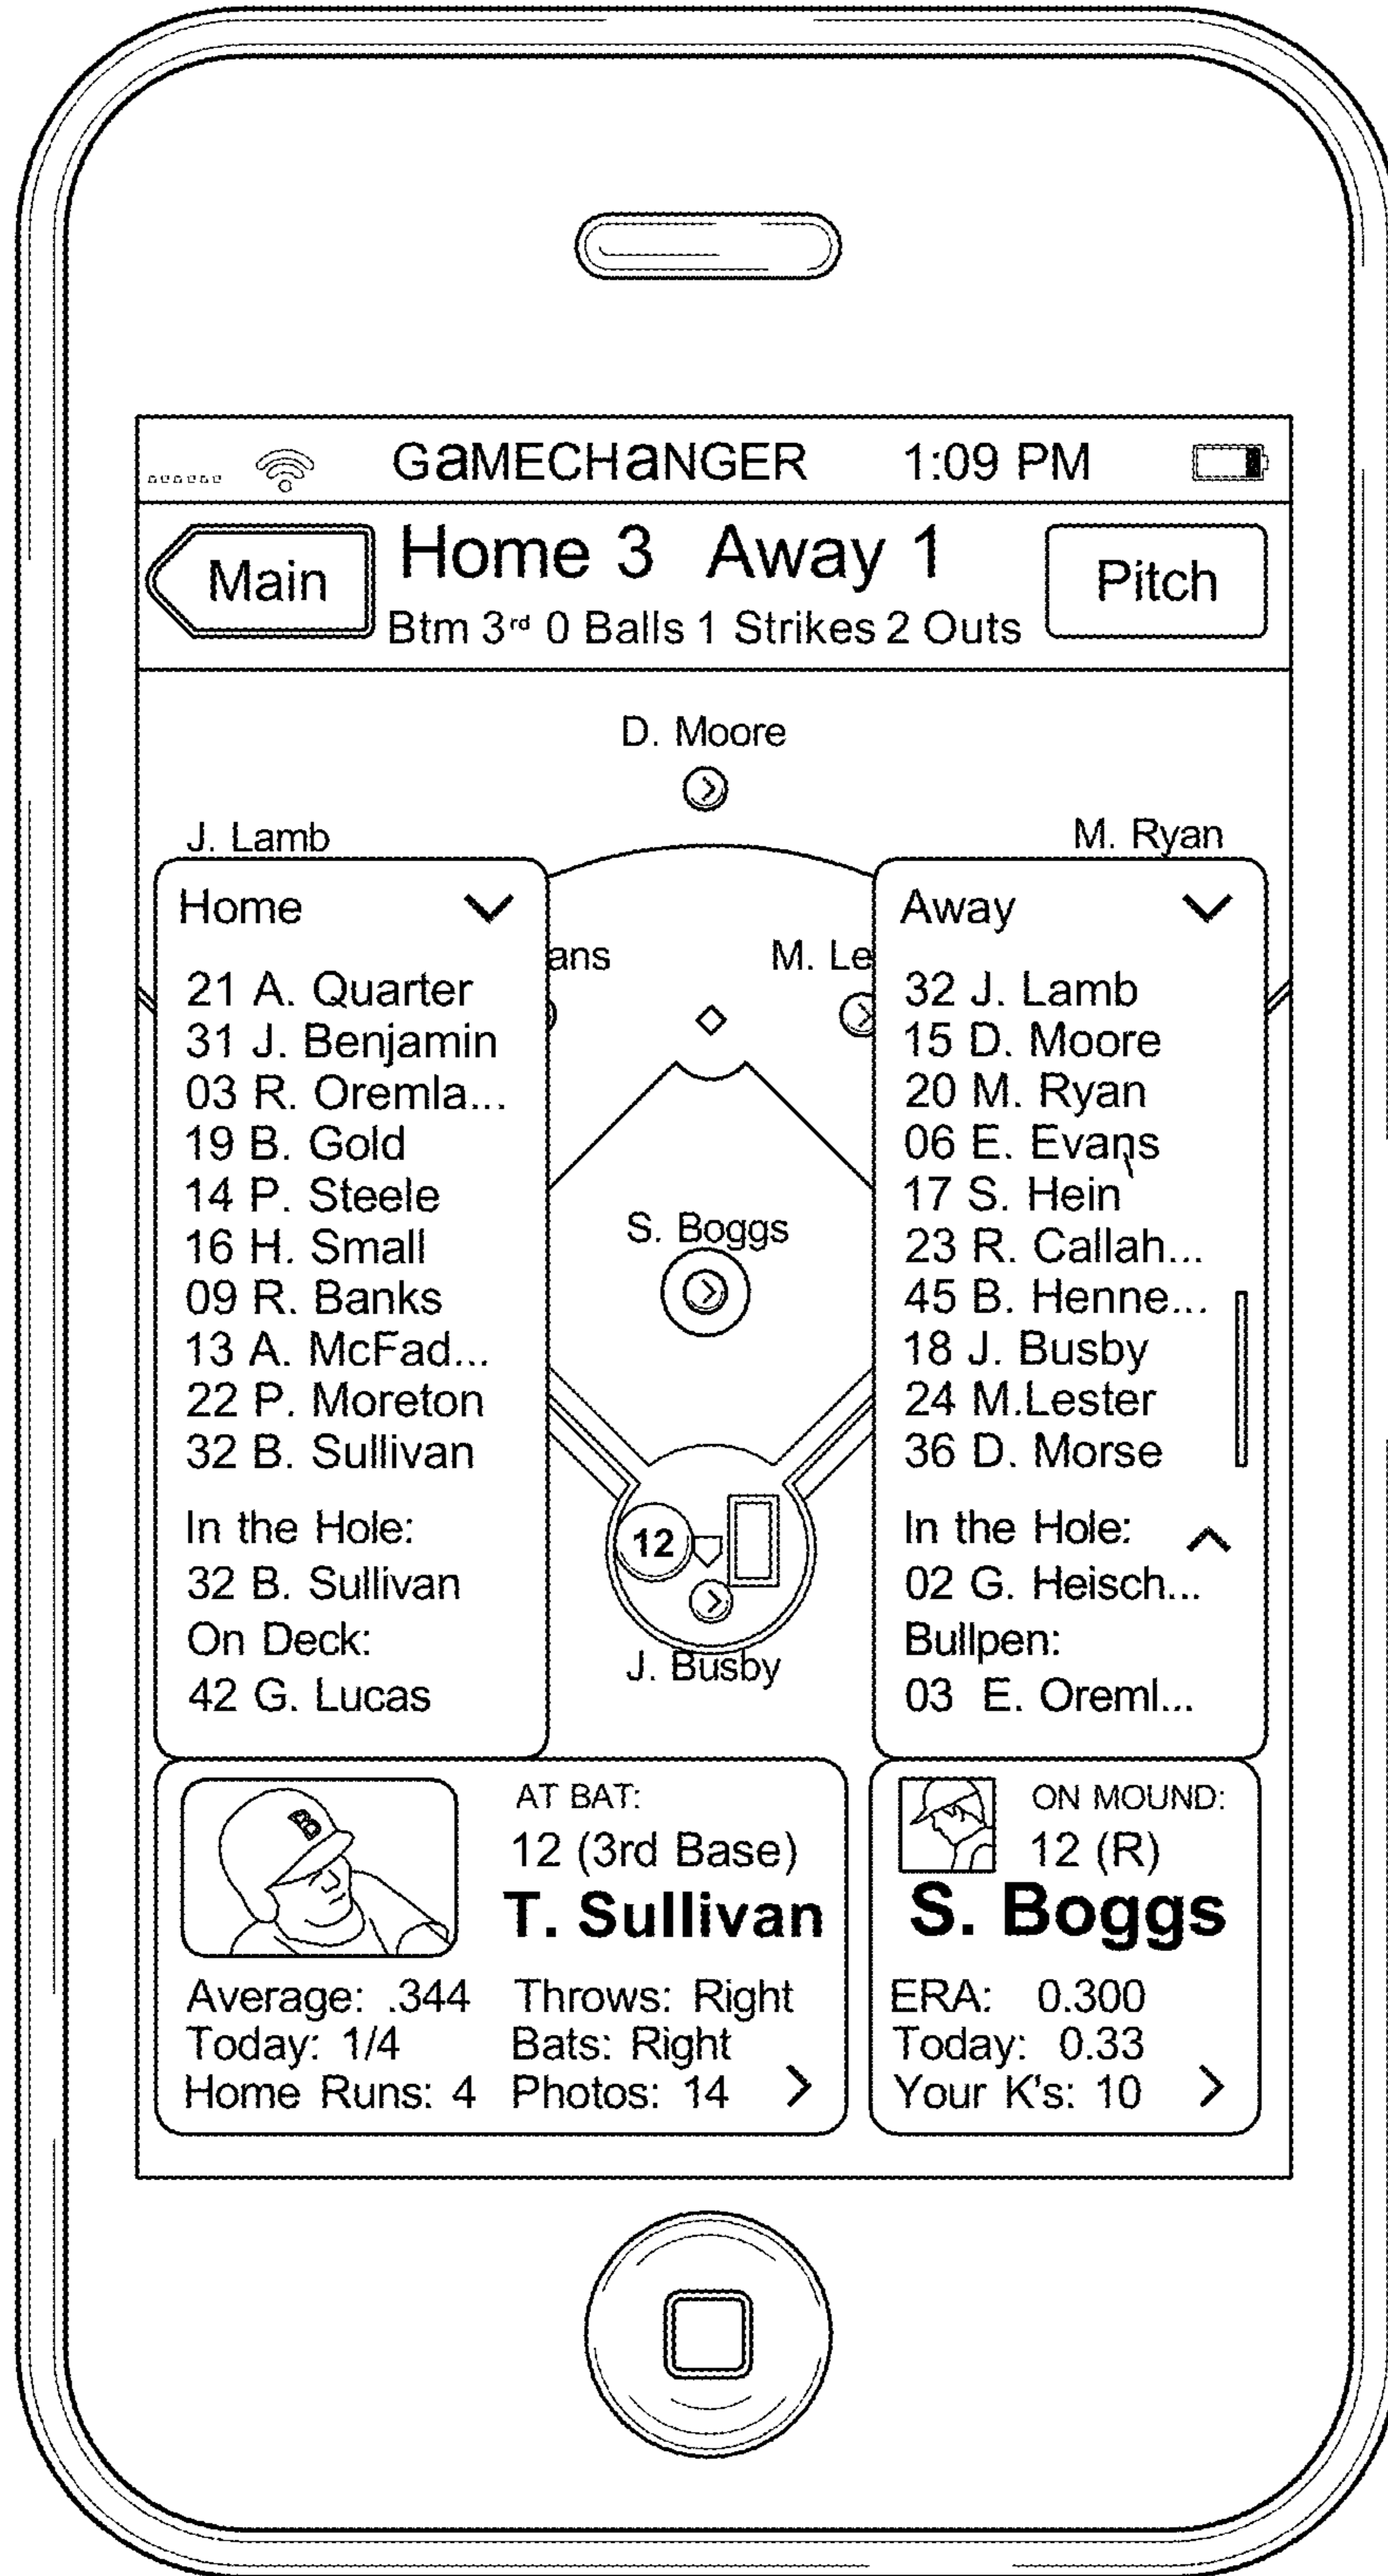 GaMECHaNGER 1:09 PM
Main
Home 3 Away 1
Btm 3rd 0 Balls 1 Strikes 2 Outs
Pitch
D. Moore
J. Lamb
M. Ryan
ans
M. Le
Home
21 A. Quarter
31 J. Benjamin
03 R. Oremla...
19 B. Gold
14 P. Steele
16 H. Small
09 R. Banks
13 A. McFad...
22 P. Moreton
32 B. Sullivan
In the Hole:
32 B. Sullivan
On Deck:
42 G. Lucas
S. Boggs
12
J. Busby
Away
32 J. Lamb
15 D. Moore
20 M. Ryan
06 E. Evans
17 S. Hein
23 R. Callah...
45 B. Henne...
18 J. Busby
24 M.Lester
36 D. Morse
In the Hole:
02 G. Heisch...
Bullpen:
03 E. Oreml...
B
AT BAT:
12 (3rd Base)
T. Sullivan
Average: .344 Throws: Right
Today: 1/4 Bats: Right
Home Runs: 4 Photos: 14
ON MOUND:
12 (R)
S. Boggs
ERA: 0.300
Today: 0.33
Your K's: 10